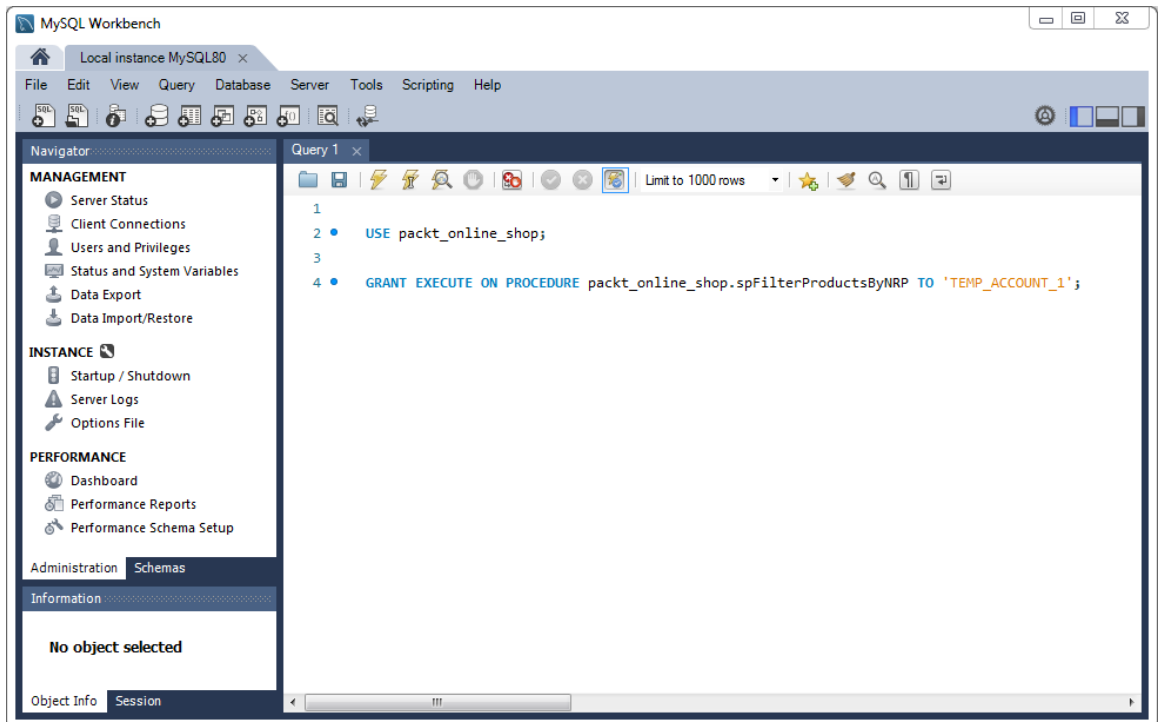 MySQL Workbench
Local instance MySQL80
File Edit View Query Database Server Tools Scripting Help
Navigator
MANAGEMENT
Server Status
Client Connections
Users and Privileges
Status and System Variables
Data Export
Data Import/Restore
INSTANCE
Startup / Shutdown
Server Logs
Options File
PERFORMANCE
Dashboard
Performance Reports
Performance Schema Setup
Administration Schemas
Information
No object selected
Object Info Session
Query 1
Limit to 1000 rows
1
2 USE packt_online_shop;
3
4 GRANT EXECUTE ON PROCEDURE packt_online_shop.spFilterProductsByNRP TO 'TEMP_ACCOUNT_1';